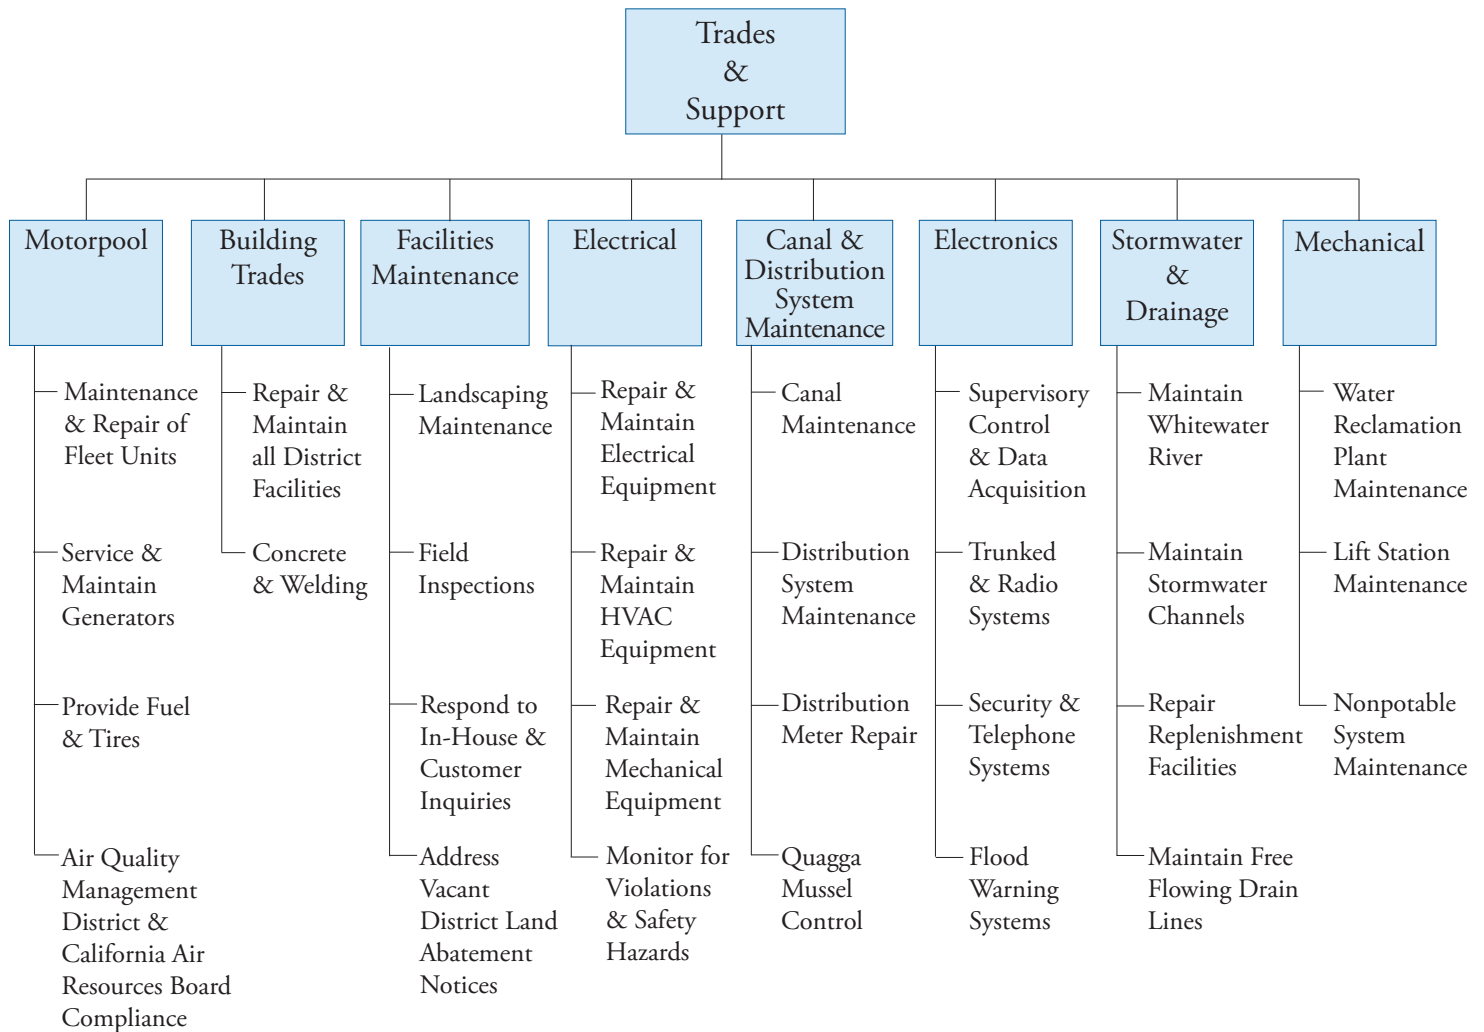 Trades
&
Support
Motorpool
Building
Trades
Facilities
Maintenance
Electrical
Canal &
Distribution
System
Maintenance
Electronics
Stormwater
&
Drainage
Mechanical
Maintenance
& Repair of
Fleet Units
Service &
Maintain
Generators
Provide Fuel
& Tires
Air Quality
Management
District &
California Air
Resources Board
Compliance
Repair &
Maintain
all District
Facilities
Concrete
& Welding
Landscaping
Maintenance
Field
Inspections
Respond to
In-House &
Customer
Inquiries
Address
Vacant
District Land
Abatement
Notices
Repair &
Maintain
Electrical
Equipment
Repair &
Maintain
HVAC
Equipment
Repair &
Maintain
Mechanical
Equipment
Monitor for
Violations
& Safety
Hazards
Canal
Maintenance
Distribution
System
Maintenance
Distribution
Meter Repair
Quagga
Mussel
Control
Supervisory
Control
& Data
Acquisition
Trunked
& Radio
Systems
Security &
Telephone
Systems
Flood
Warning
Systems
Maintain
Whitewater
River
Maintain
Stormwater
Channels
Repair
Replenishment
Facilities
Maintain Free
Flowing Drain
Lines
Water
Reclamation
Plant
Maintenance
Lift Station
Maintenance
Nonpotable
System
Maintenance